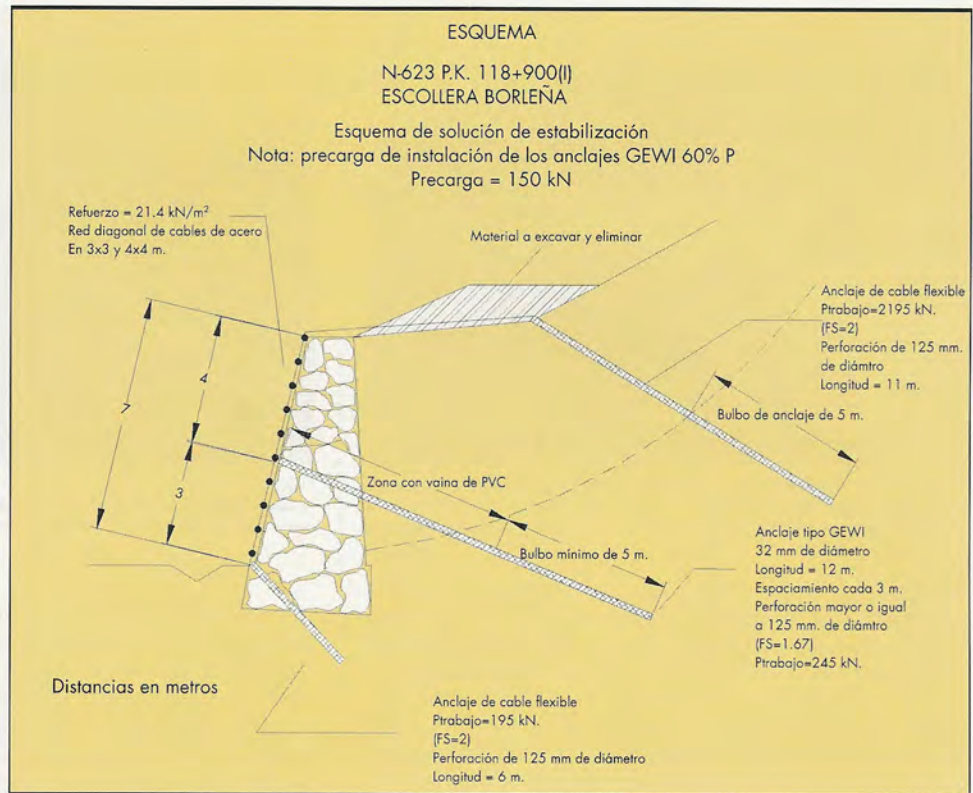 ESQUEMA
N-623 P.K. 118+900(I)
ESCOLLERA BORLEÑA
Esquema de solución de estabilización
Nota: precarga de instalación de los anclajes GEWI 60% P
Precarga = 150 kN
Refuerzo = 21.4 kN/m²
Red diagonal de cables de acero
En 3x3 y 4x4 m.
Material a excavar y eliminar
Anclaje de cable flexible
Ptrabajo=2195 kN.
(FS=2)
Perforación de 125 mm.
de diámtro
Longitud = 11 m.
4
7
Bulbo de anclaje de 5 m.
3
Zona con vaina de PVC
Bulbo mínimo de 5 m.
Anclaje tipo GEWI
32 mm de diámetro
Longitud = 12 m.
Espaciamiento cada 3 m.
Perforación mayor o igual
a 125 mm. de diámtro
(FS=1.67)
Ptrabajo=245 kN.
Distancias en metros
Anclaje de cable flexible
Ptrabajo=195 kN.
(FS=2)
Perforación de 125 mm de diámetro
Longitud = 6 m.